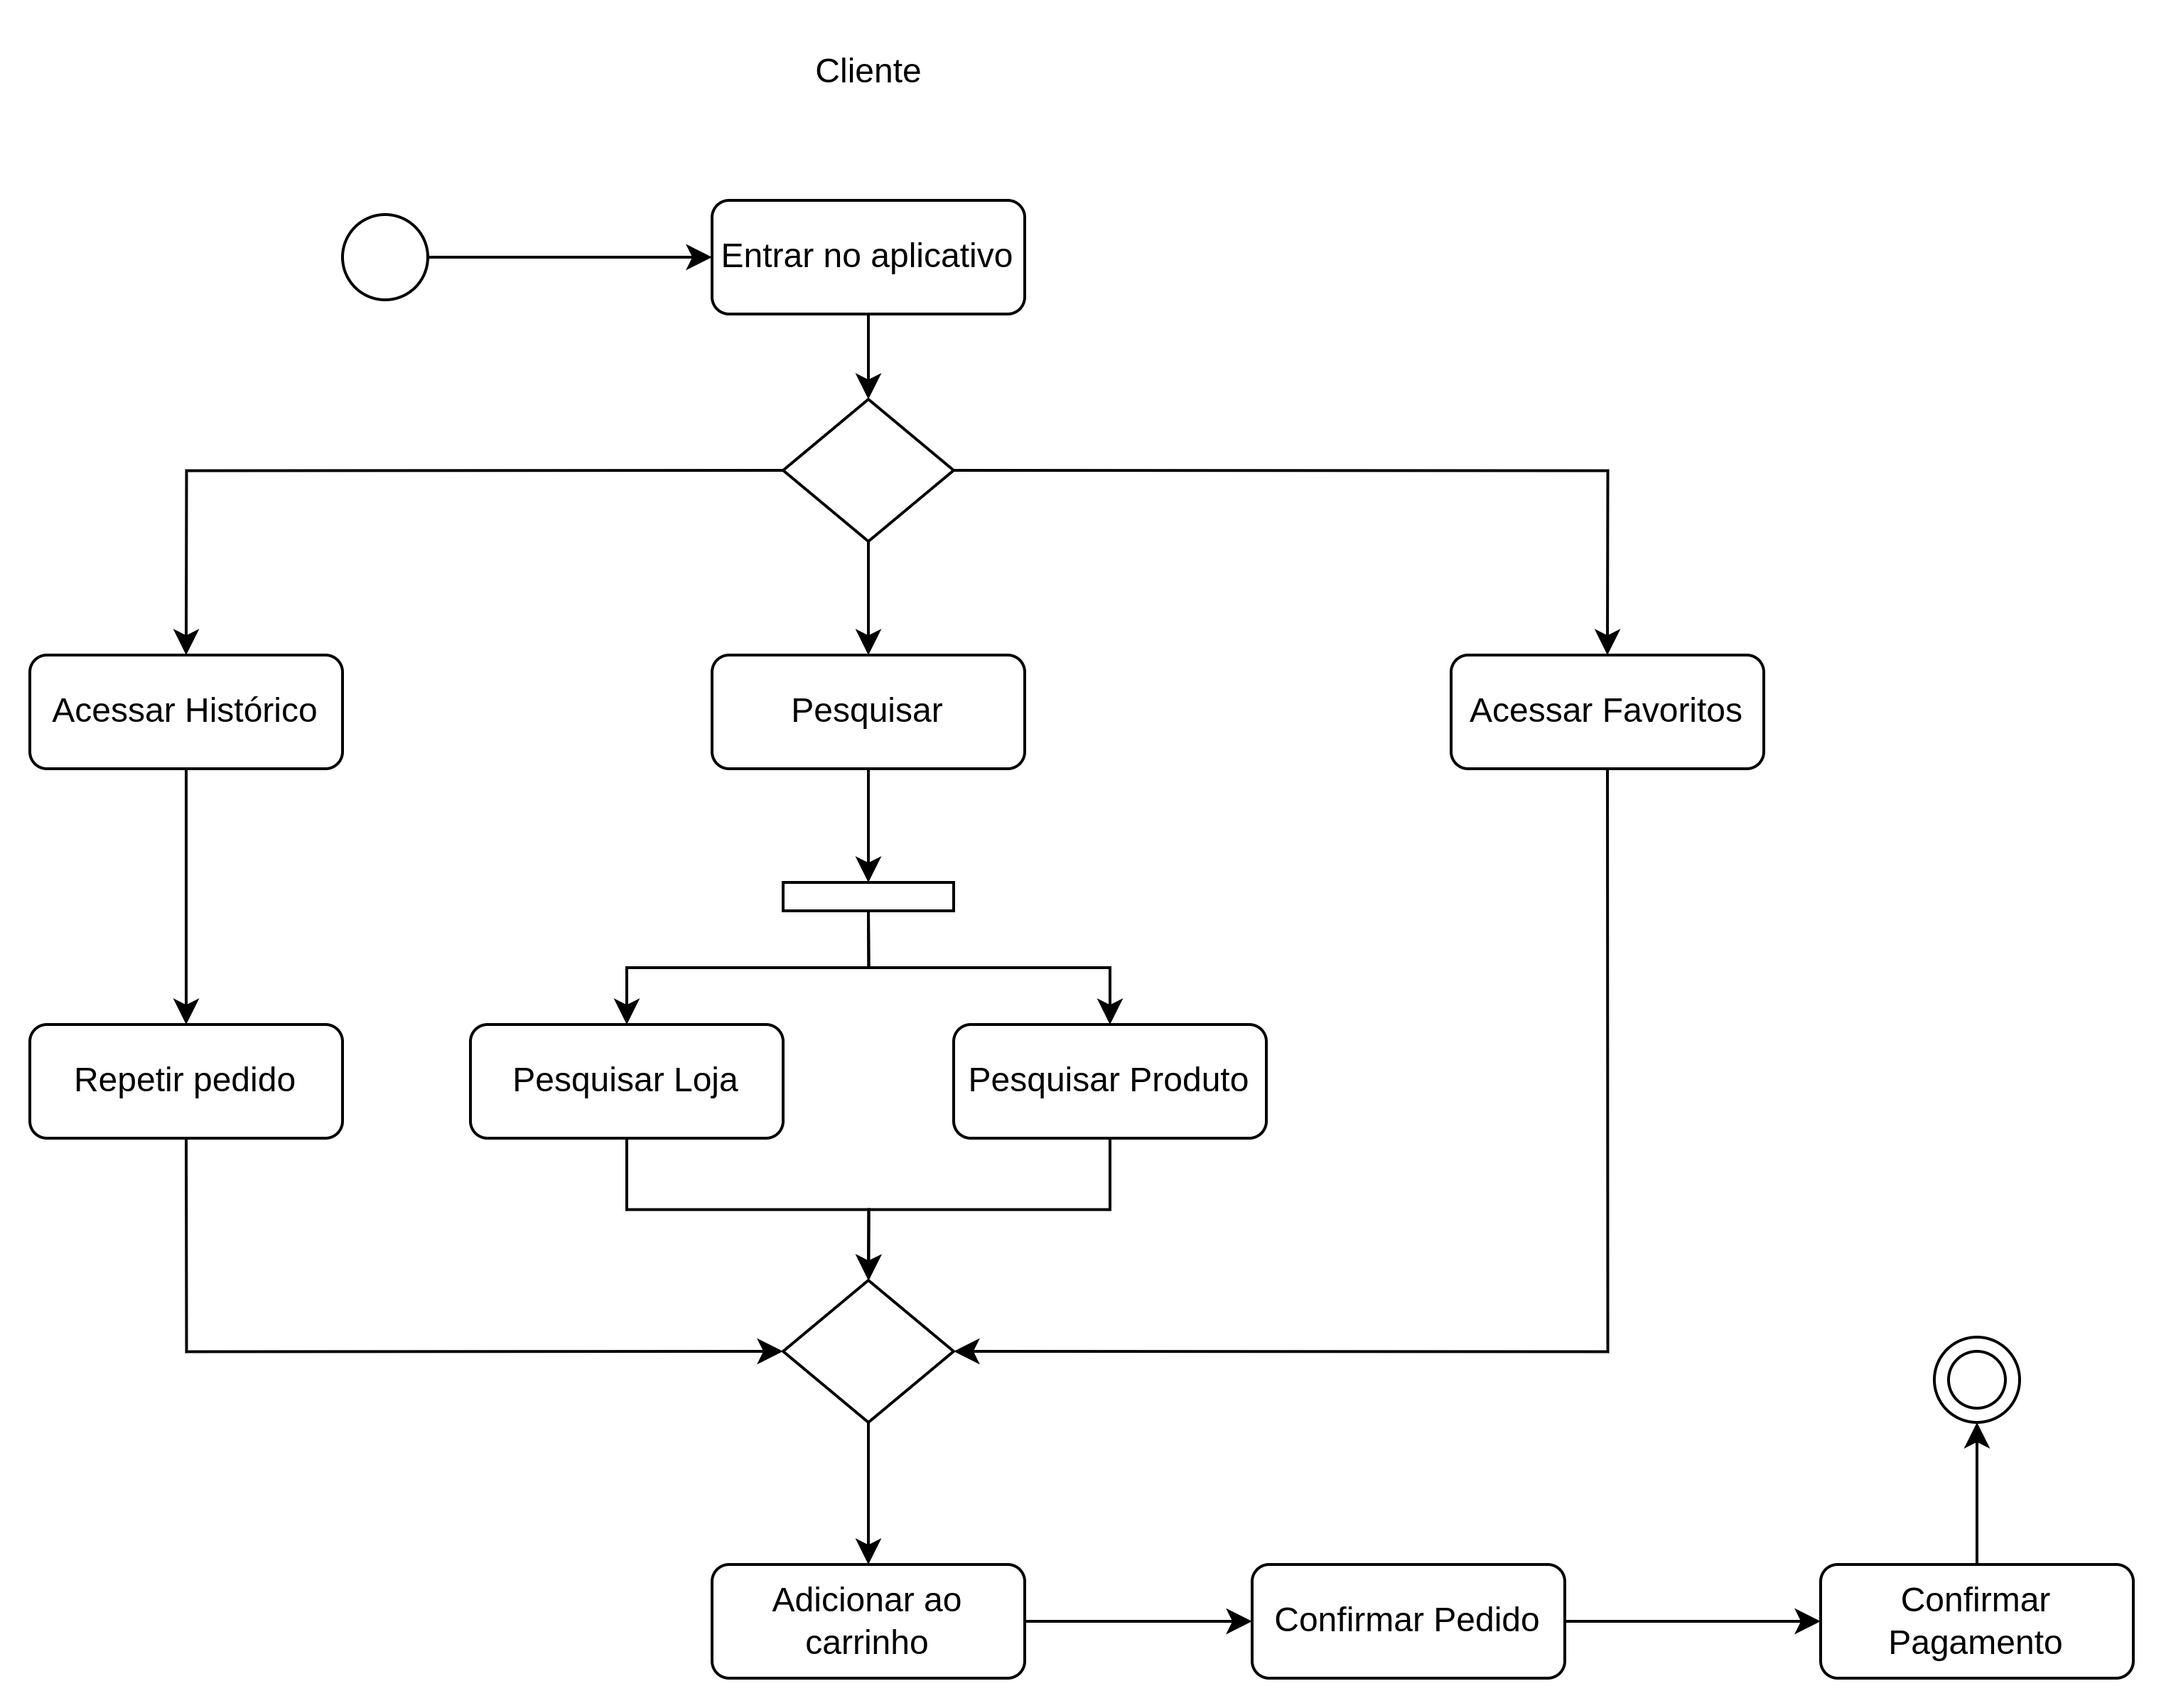 Cliente
Entrar no aplicativo
Acessar Histórico
Pesquisar
Acessar Favoritos
Repetir pedido
Pesquisar Loja
Pesquisar Produto
Adicionar ao
carrinho
Confirmar Pedido
Confirmar
Pagamento